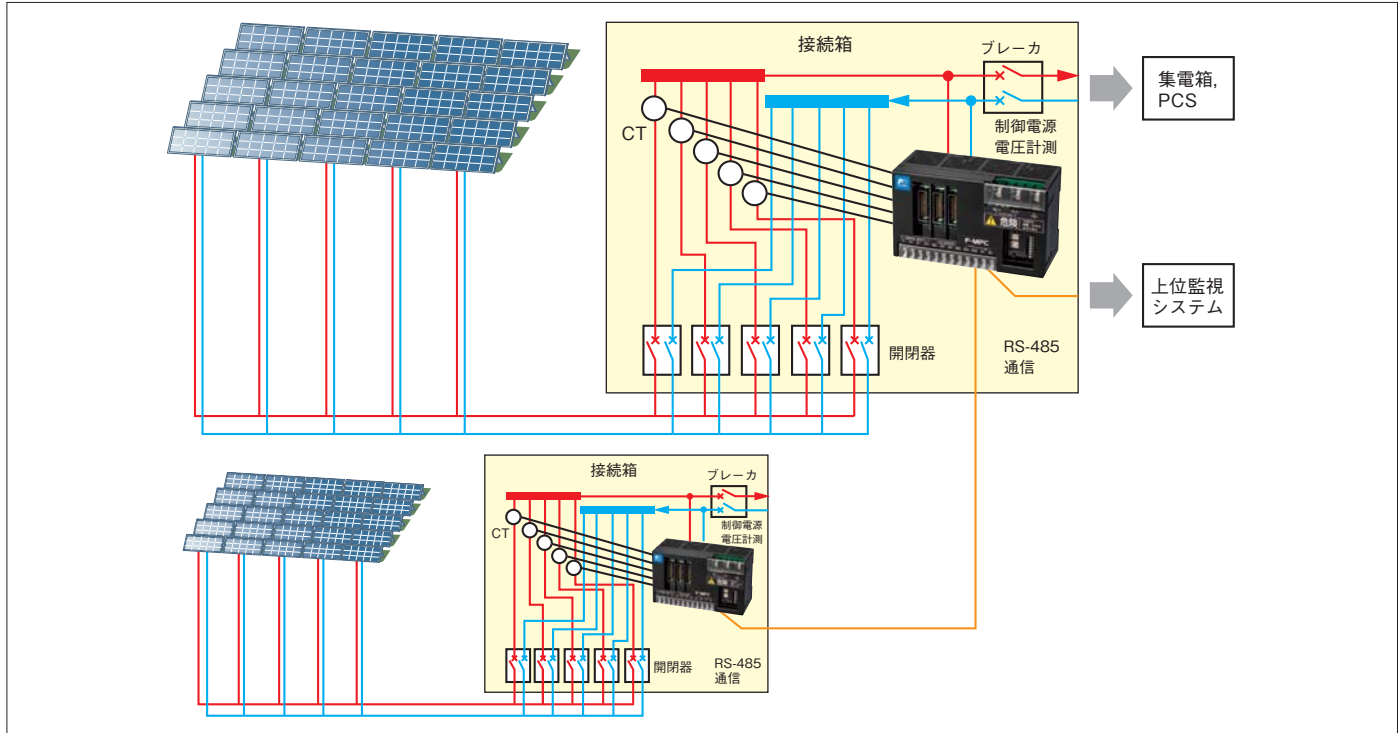 接続箱
ブレーカ
集電箱,
PCS
CT
制御電源
電圧計測
危険
F-MPC
上位監視
システム
開閉器
RS-485
通信
接続箱
ブレーカ
CT
制御電源
電圧計測
開閉器
RS-485
通信